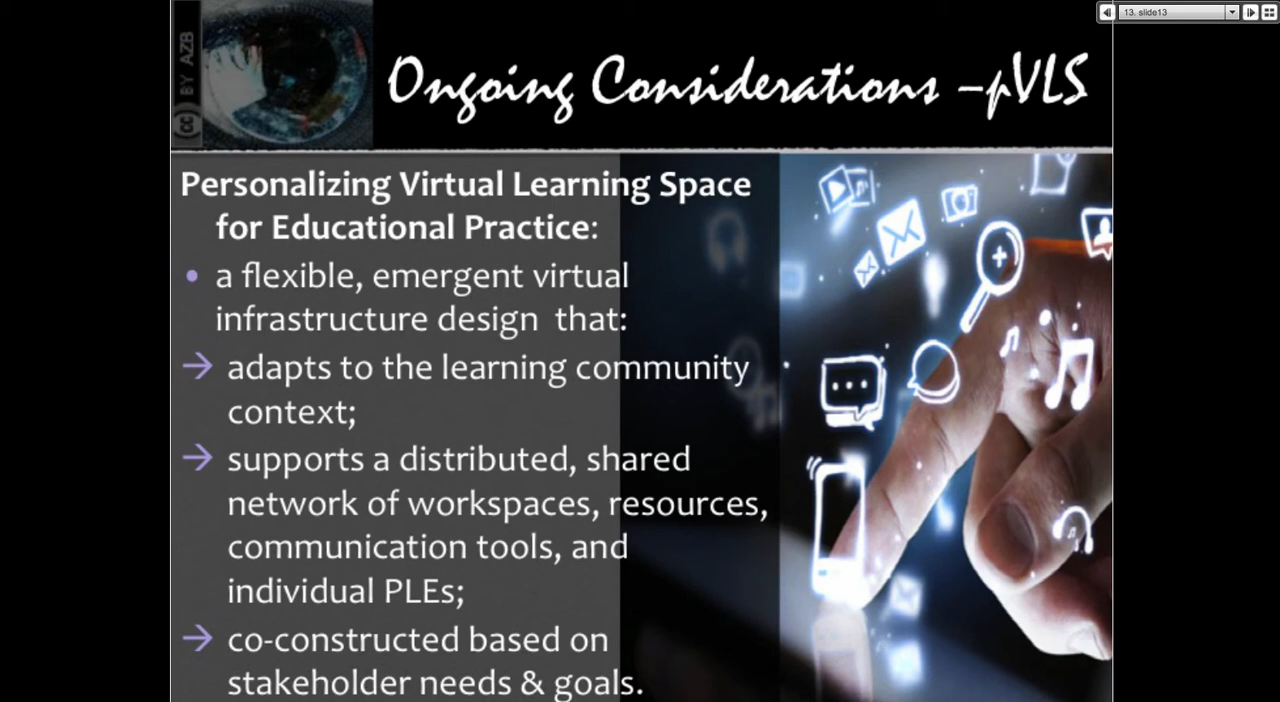 13. slide13
(cc) BY AZB
Ongoing Considerations –pVLS
Personalizing Virtual Learning Space
for Educational Practice:
• a flexible, emergent virtual
infrastructure design that:
→ adapts to the learning community
context;
→ supports a distributed, shared
network of workspaces, resources,
communication tools, and
individual PLEs;
→ co-constructed based on
stakeholder needs & goals.